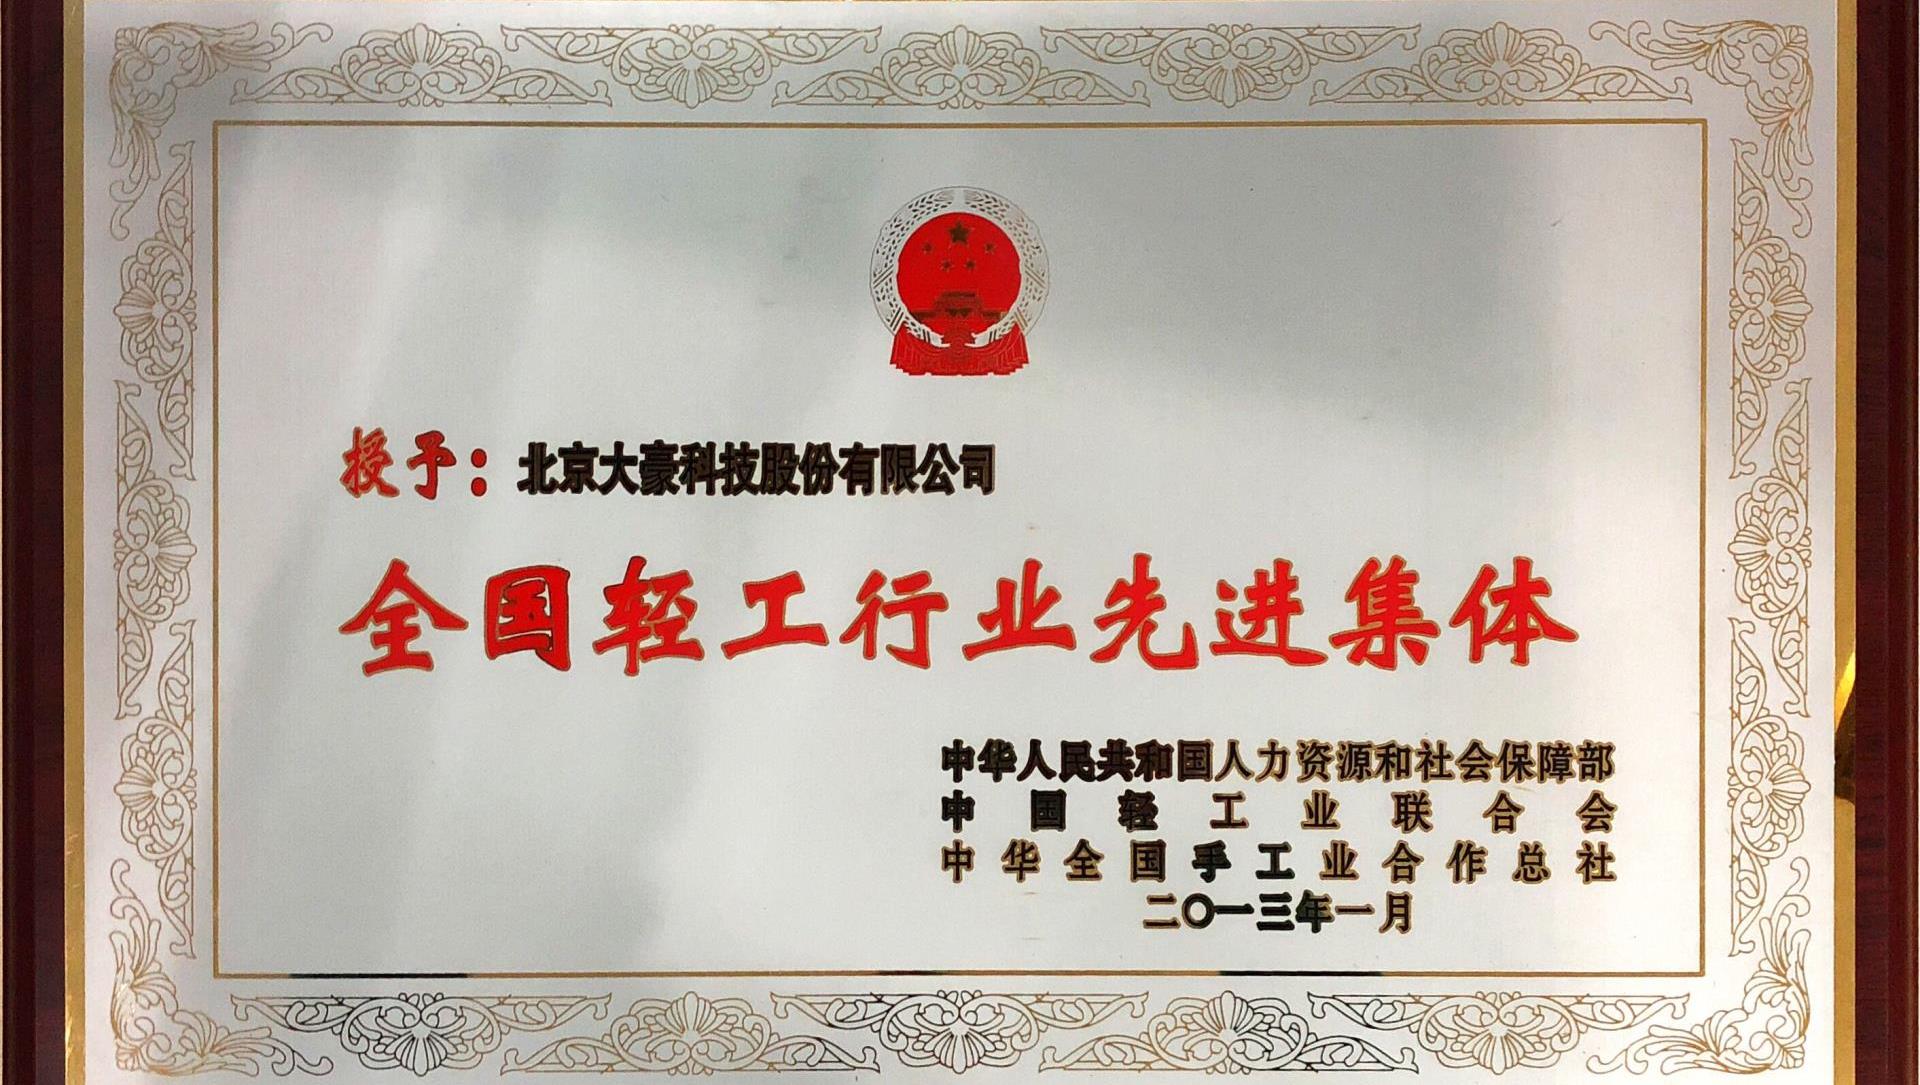 授予：北京大豪科技股份有限公司
全国轻工行业先进集体
中华人民共和国人力资源和社会保障部
中国轻工业联合会
中华全国手工业合作总社
二〇一三年一月